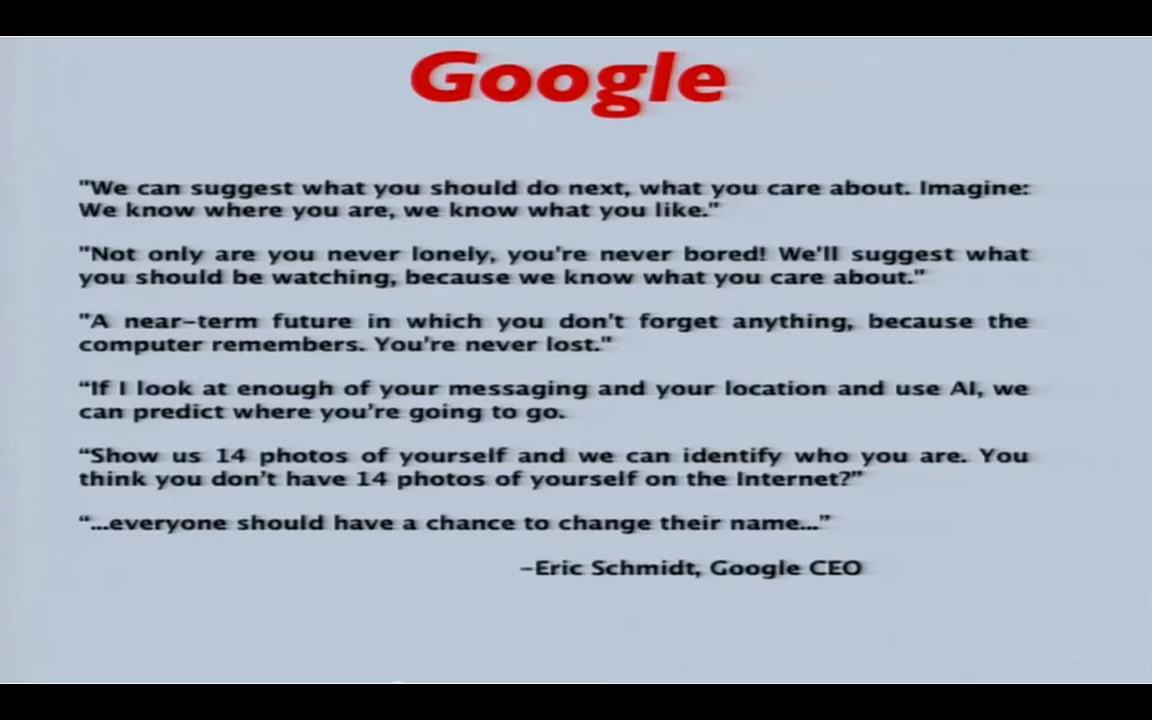 Google
"We can suggest what you should do next, what you care about. Imagine:
We know where you are, we know what you like."
"Not only are you never lonely, you're never bored! We'll suggest what
you should be watching, because we know what you care about."
"A near-term future in which you don't forget anything, because the
computer remembers. You're never lost."
“If I look at enough of your messaging and your location and use AI, we
can predict where you’re going to go.
“Show us 14 photos of yourself and we can identify who you are. You
think you don’t have 14 photos of yourself on the Internet?”
“...everyone should have a chance to change their name...”
-Eric Schmidt, Google CEO